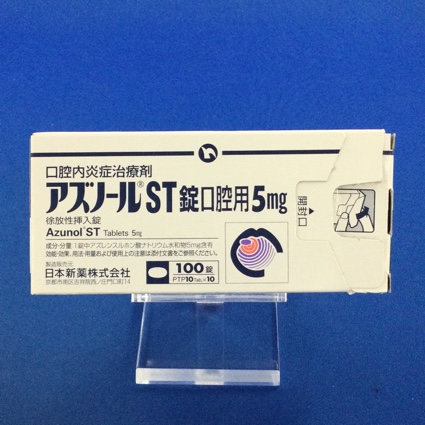 口腔内炎症治療剤
アズノール®ST錠口腔用5mg
徐放性挿入錠
Azunol®ST Tablets 5mg
成分・分量 1錠中アズレンスルホン酸ナトリウム水和物5mg含有
効能・効果、用法・用量および使用上の注意は添付文書をご参照ください。
製造販売元
日本新薬株式会社
京都市南区吉祥院西ノ庄門口町14
100錠
PTP10Tab.×10
開封口